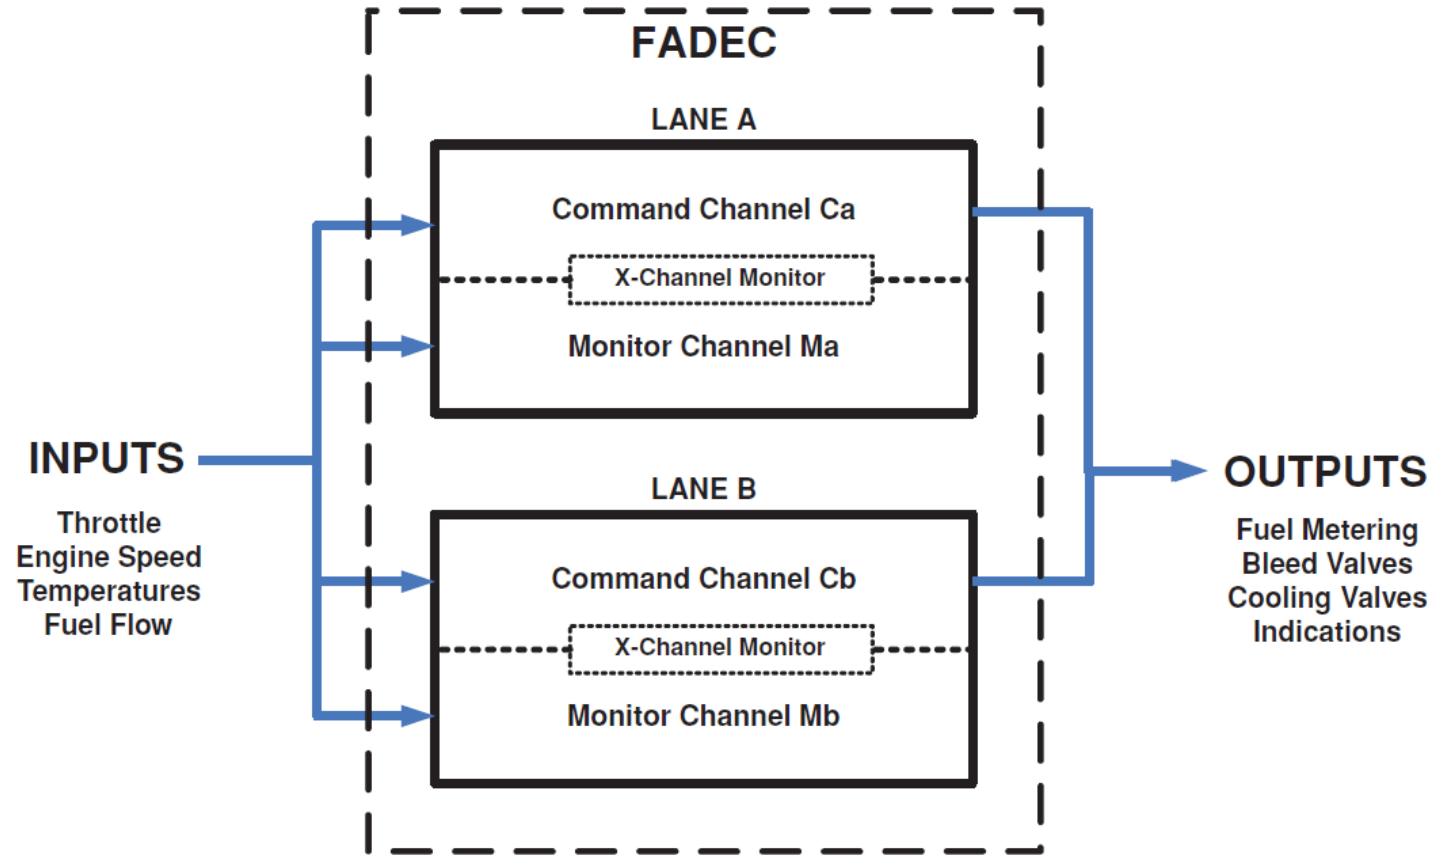 FADEC
LANE A
Command Channel Ca
X-Channel Monitor
Monitor Channel Ma
INPUTS
Throttle
Engine Speed
Temperatures
Fuel Flow
LANE B
Command Channel Cb
X-Channel Monitor
Monitor Channel Mb
OUTPUTS
Fuel Metering
Bleed Valves
Cooling Valves
Indications